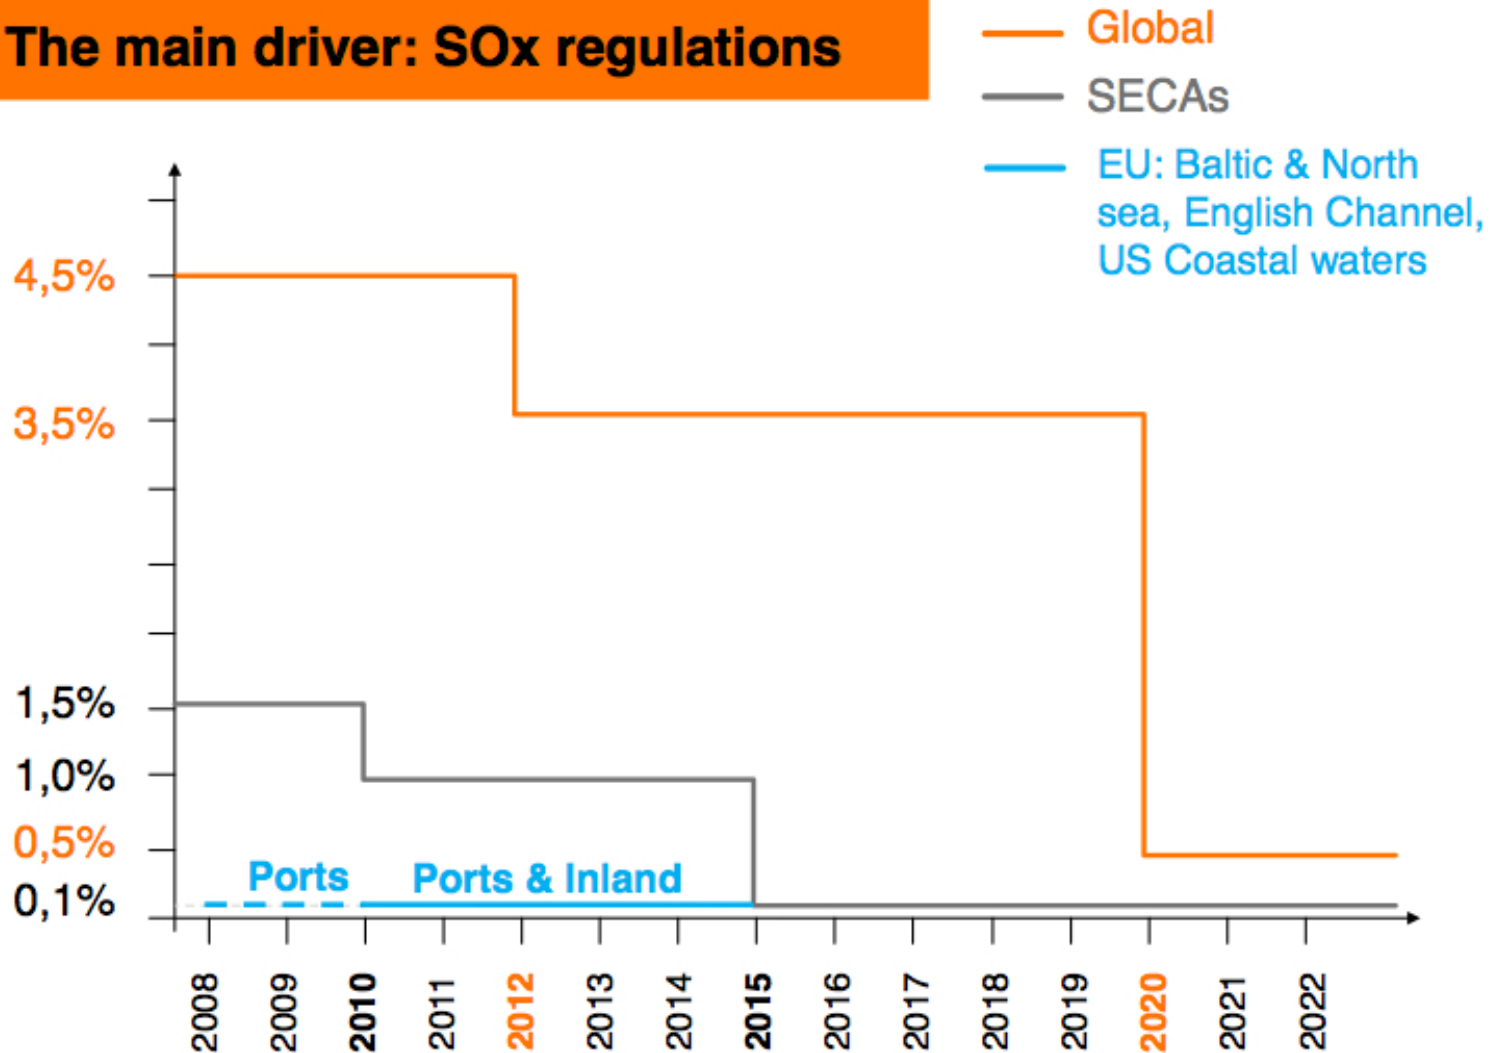 The main driver: SOx regulations
Global
SECAs
EU: Baltic & North
sea, English Channel,
US Coastal waters
4,5%
3,5%
1,5%
1,0%
0,5%
0,1%
Ports
Ports & Inland
2008
2009
2010
2011
2012
2013
2014
2015
2016
2017
2018
2019
2020
2021
2022